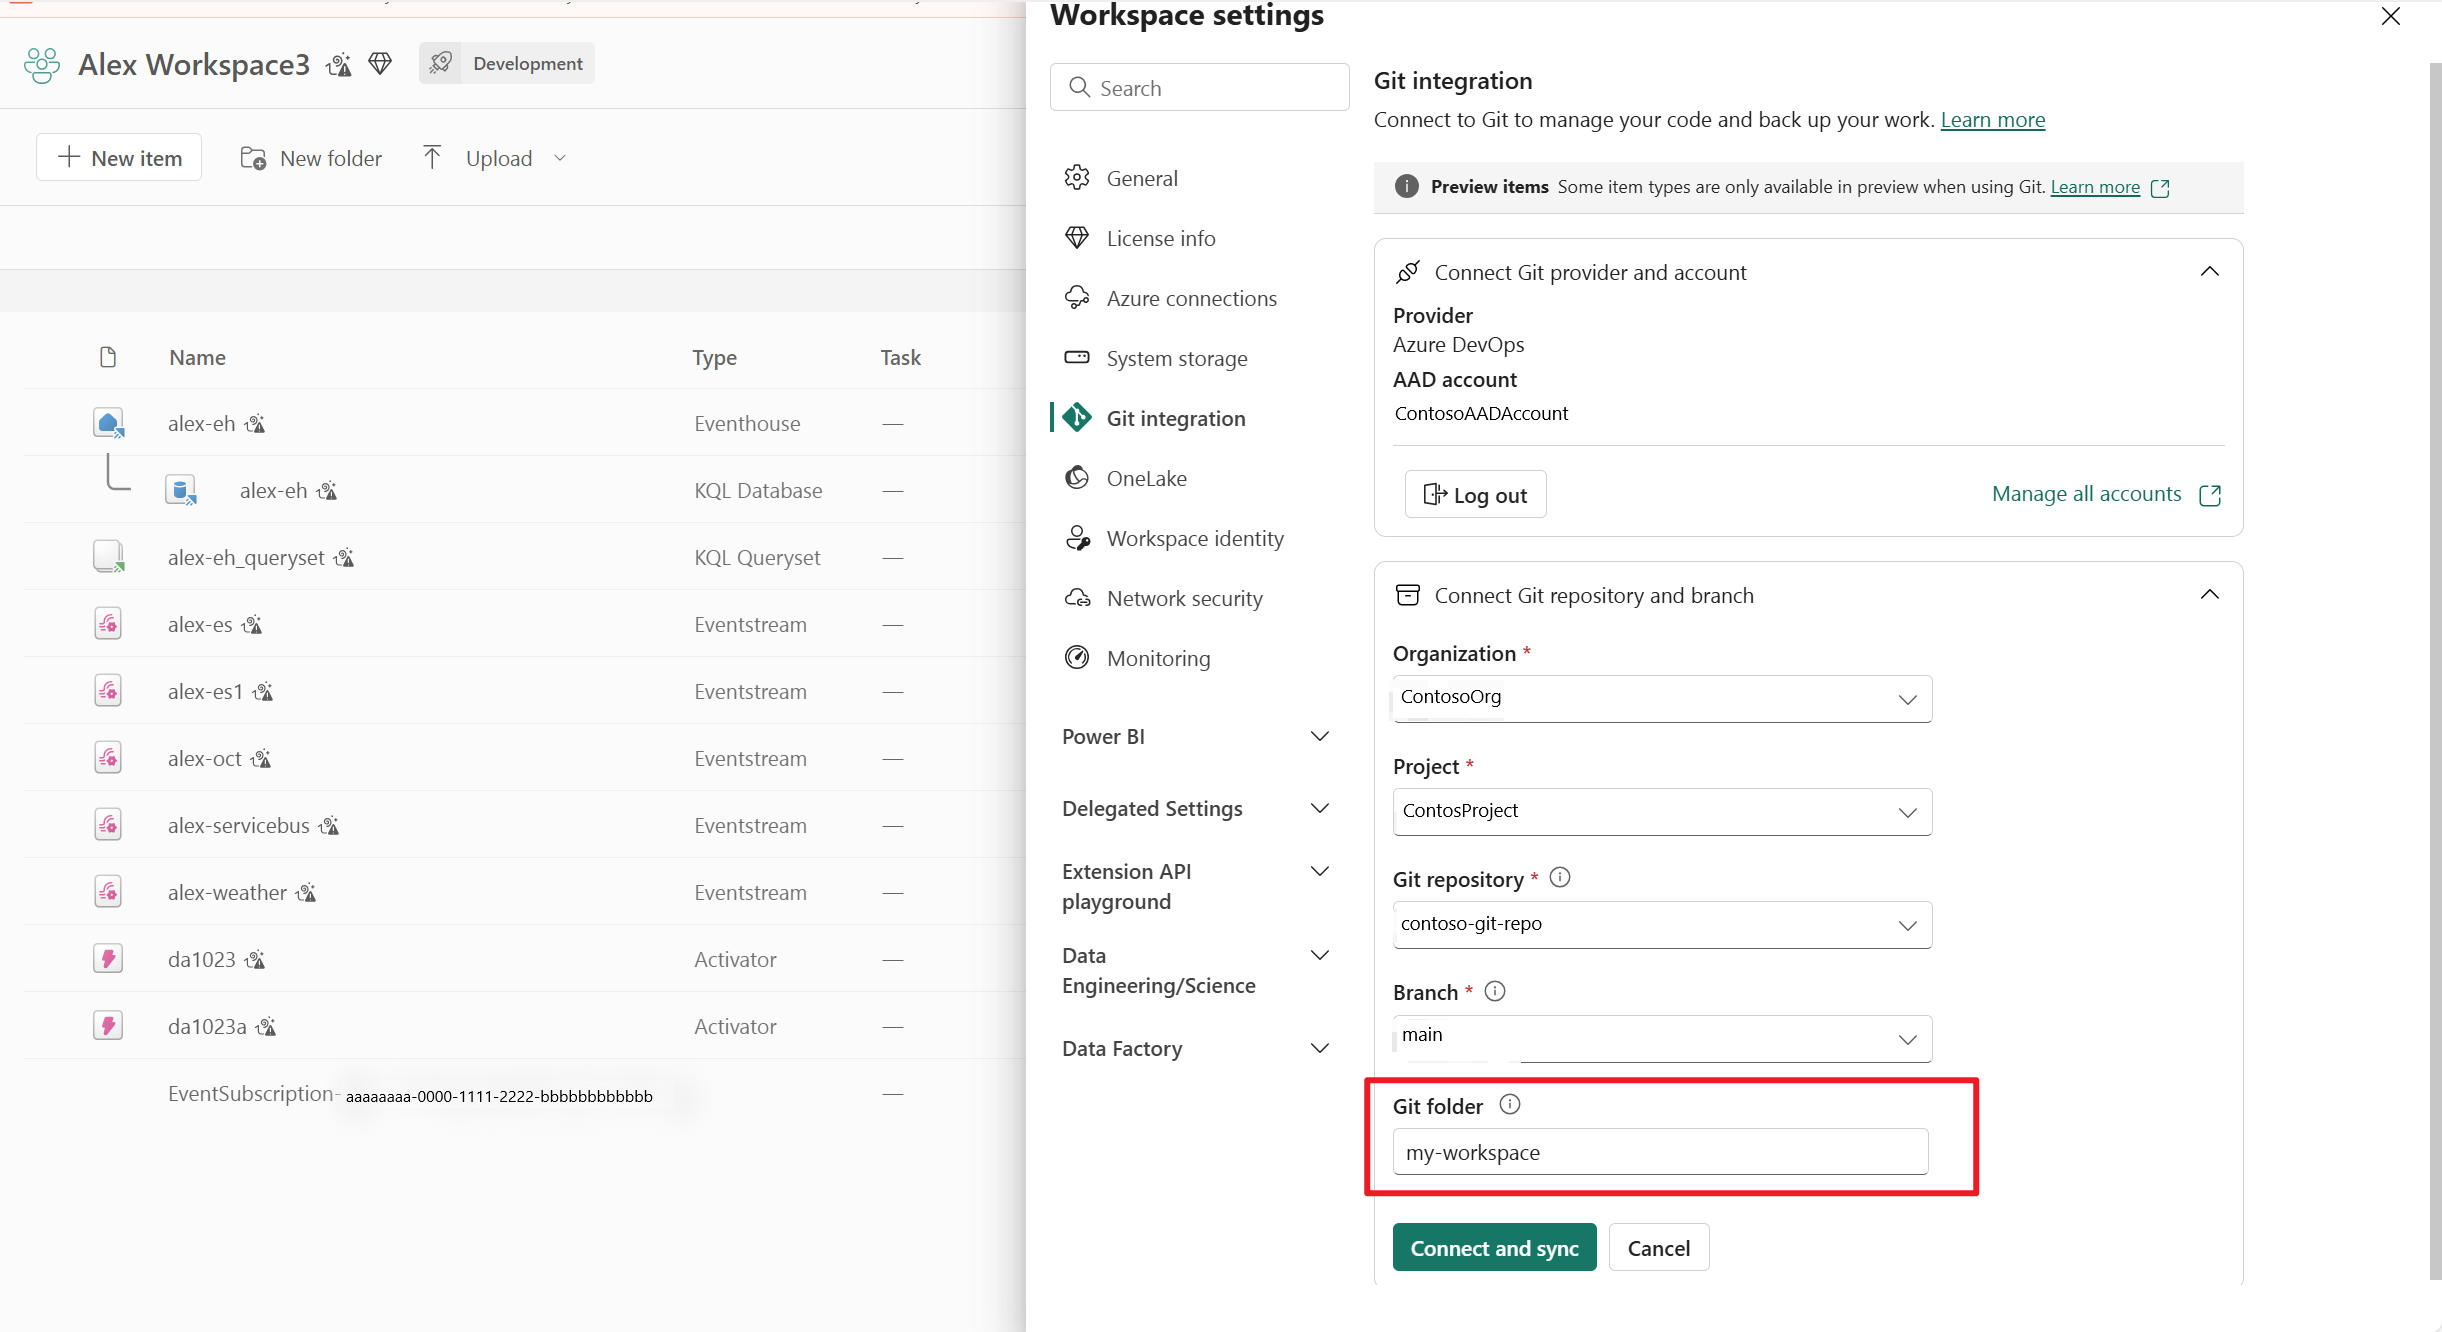 Alex Workspace3
Development
New item
New folder
Upload
Name Type Task
alex-eh Eventhouse —
alex-eh KQL Database —
alex-eh_queryset KQL Queryset —
alex-es Eventstream —
alex-es1 Eventstream —
alex-oct Eventstream —
alex-servicebus Eventstream —
alex-weather Eventstream —
da1023 Activator —
da1023a Activator —
EventSubscription- aaaaaaaa-0000-1111-2222-bbbbbbbbbbbb —
Workspace settings
Search
General
License info
Azure connections
System storage
Git integration
OneLake
Workspace identity
Network security
Monitoring
Power BI
Delegated Settings
Extension API
playground
Data
Engineering/Science
Data Factory
Git integration
Connect to Git to manage your code and back up your work. Learn more
Preview items Some item types are only available in preview when using Git. Learn more
Connect Git provider and account
Provider
Azure DevOps
AAD account
ContosoAADAccount
Log out
Manage all accounts
Connect Git repository and branch
Organization *
ContosoOrg
Project *
ContosProject
Git repository *
contoso-git-repo
Branch *
main
Git folder
my-workspace
Connect and sync
Cancel